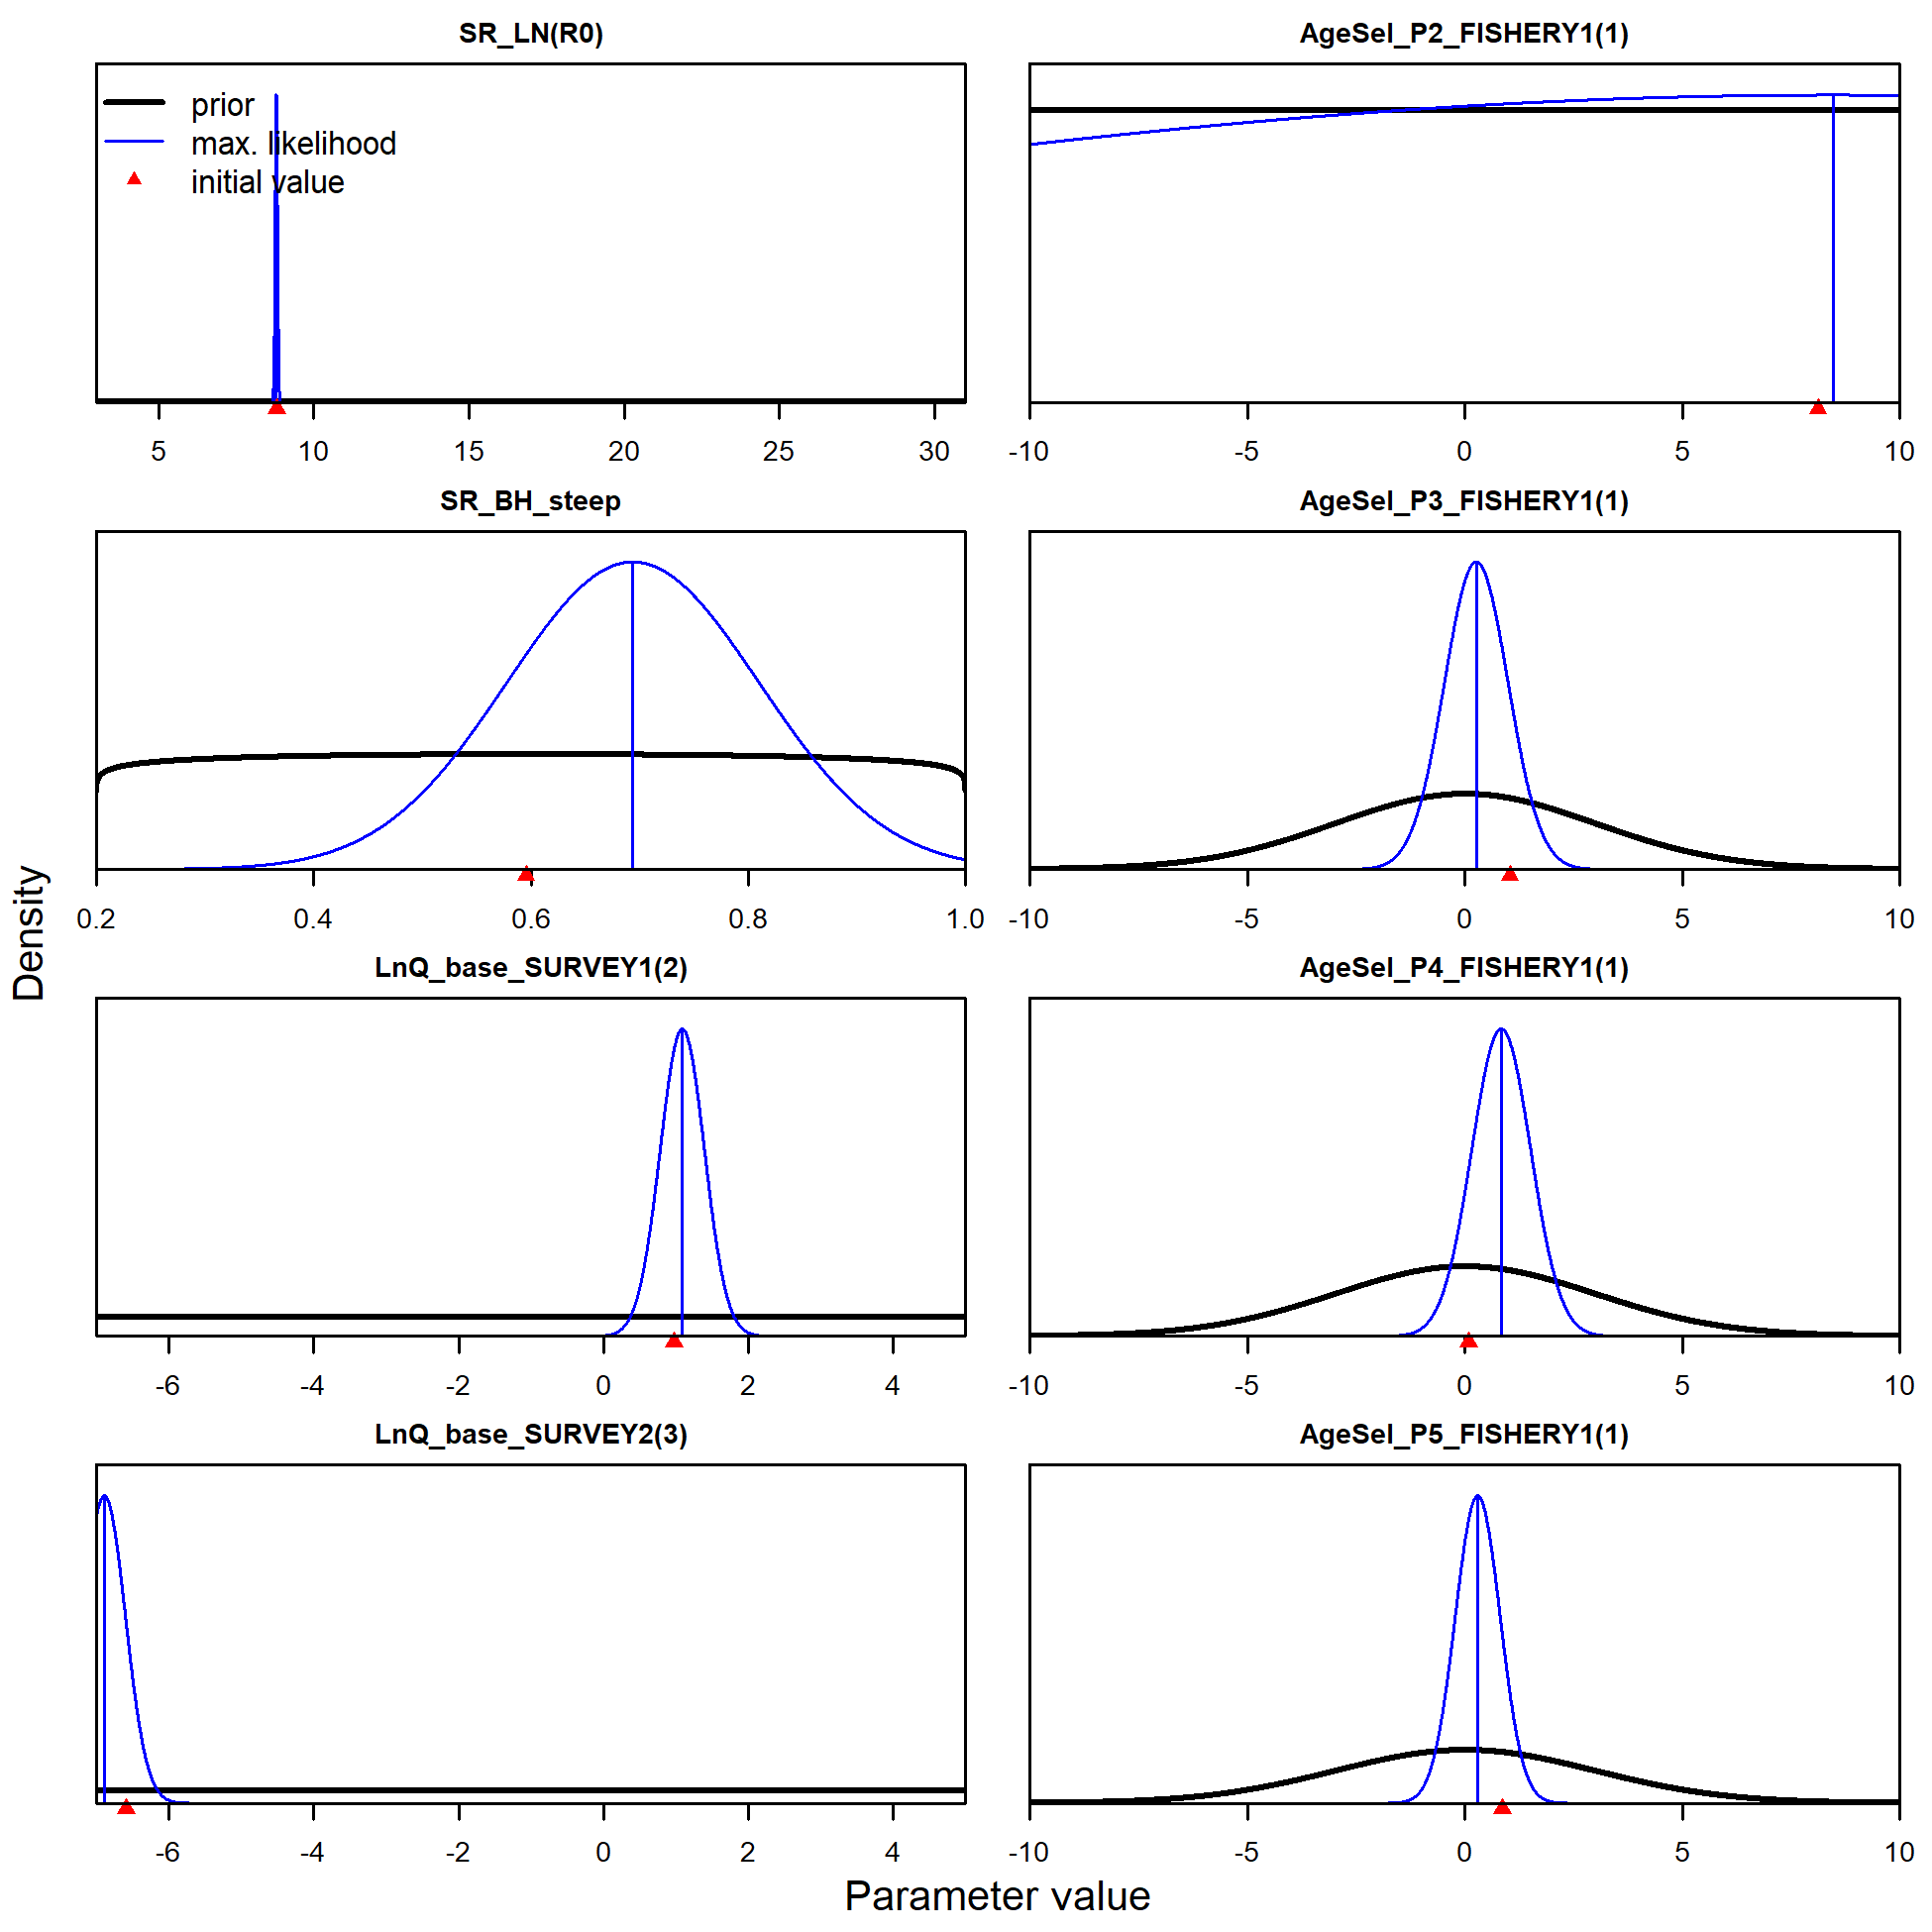 SR_LN(R0)
prior
max. likelihood
initial value
5 10 15 20 25 30
AgeSel_P2_FISHERY1(1)
-10 -5 0 5 10
SR_BH_steep
0.2 0.4 0.6 0.8 1.0
AgeSel_P3_FISHERY1(1)
-10 -5 0 5 10
LnQ_base_SURVEY1(2)
-6 -4 -2 0 2 4
AgeSel_P4_FISHERY1(1)
-10 -5 0 5 10
LnQ_base_SURVEY2(3)
-6 -4 -2 0 2 4
AgeSel_P5_FISHERY1(1)
-10 -5 0 5 10
Density
Parameter value